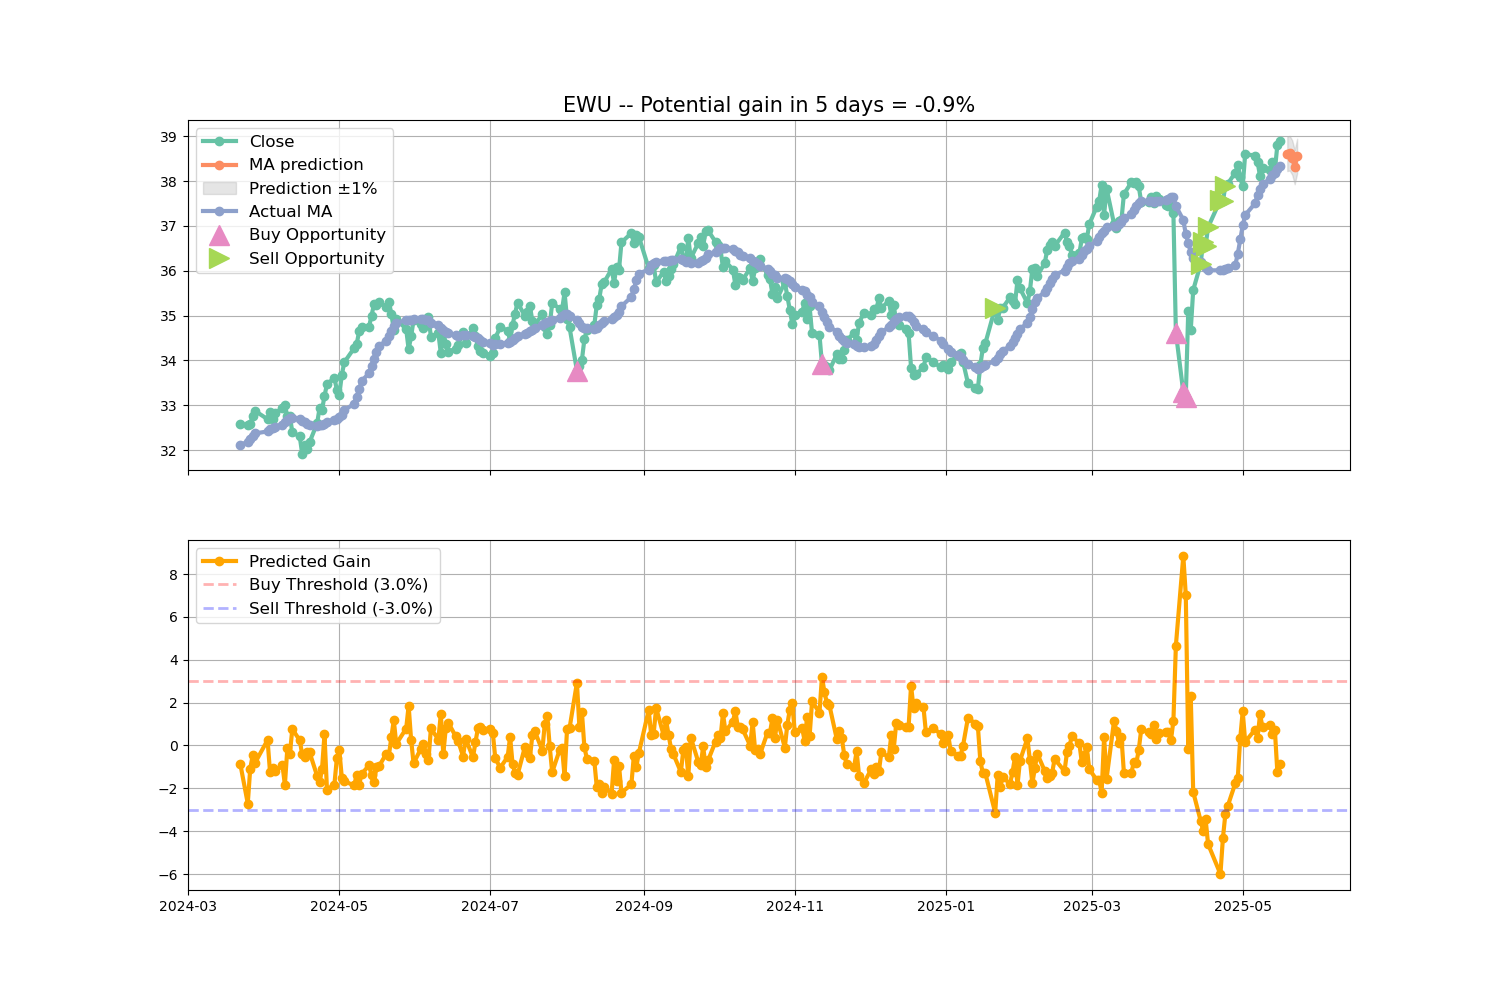 EWU -- Potential gain in 5 days = -0.9%
39
38
37
36
35
34
33
32
Close
MA prediction
Prediction ±1%
Actual MA
Buy Opportunity
Sell Opportunity
8
6
4
2
0
−2
−4
−6
Predicted Gain
Buy Threshold (3.0%)
Sell Threshold (-3.0%)
2024-03 2024-05 2024-07 2024-09 2024-11 2025-01 2025-03 2025-05